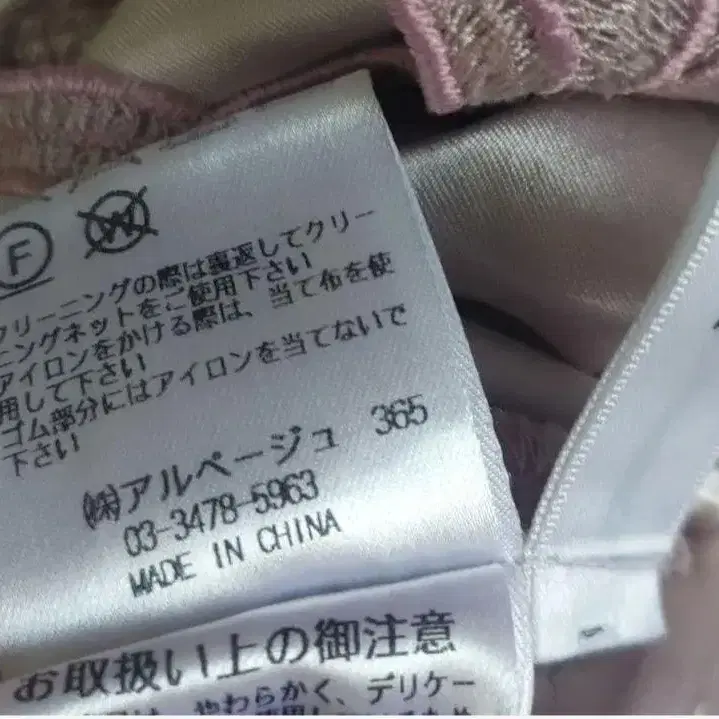 F W
クリーニングの際は裏返してクリー
ニングネットをご使用下さい
アイロンをかける際は、当て布を使
用して下さい
ゴム部分にはアイロンを当てないで
下さい
㈱アルページュ 365
03-3478-5963
MADE IN CHINA
お取扱い上の御注意
やわらかく、デリケー